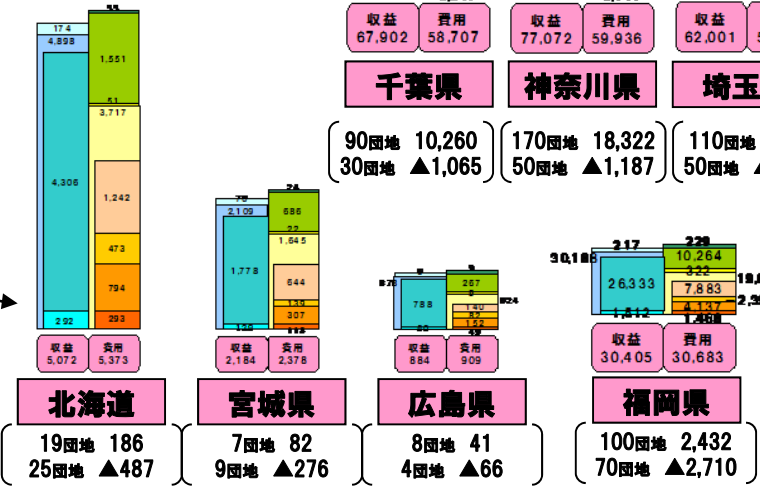 収益 費用 収益 費用 収益
67,902 58,707 77,072 59,936 62,001
千葉県 神奈川県 埼玉
90団地 10,260 170団地 18,322 110団地
30団地 ▲1,065 50団地 ▲1,187 50団地
174
4,898
1,551
51
3,717
4,306
1,242
473
794
292 293
収益 費用
5,072 5,373
北海道
19団地 186
25団地 ▲487
2,109
686
22
1,645
1,778
644
139
307
収益 費用
2,184 2,378
宮城県
7団地 82
9団地 ▲276
267
788
140
82
152
収益 費用
884 909
広島県
8団地 41
4団地 ▲66
217
229
10,264
322
26,333
7,883
4,137
1,512
収益 費用
30,405 30,683
福岡県
100団地 2,432
70団地 ▲2,710